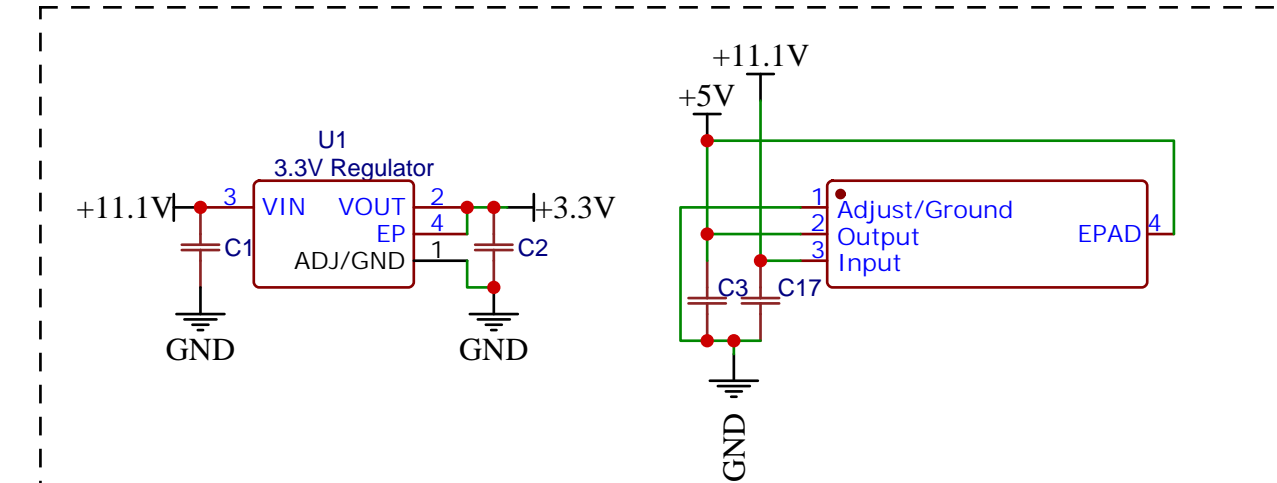 U1
3.3V Regulator
+11.1V
3
VIN
VOUT
2
+3.3V
EP
4
ADJ/GND
1
C1
C2
GND
GND
+11.1V
+5V
1
Adjust/Ground
2
Output
3
Input
EPAD
4
C3
C17
GND